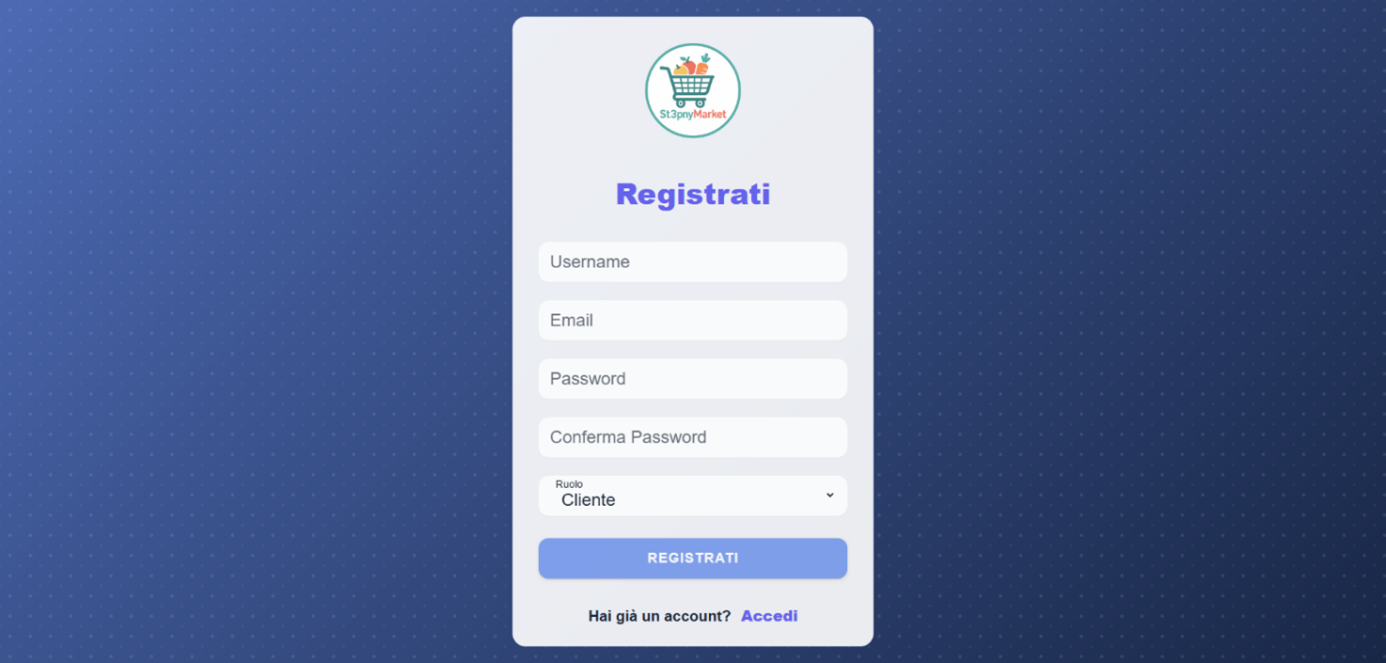 St3pnyMarket
Registrati
Username
Email
Password
Conferma Password
Ruolo
Cliente
REGISTRATI
Hai già un account? Accedi